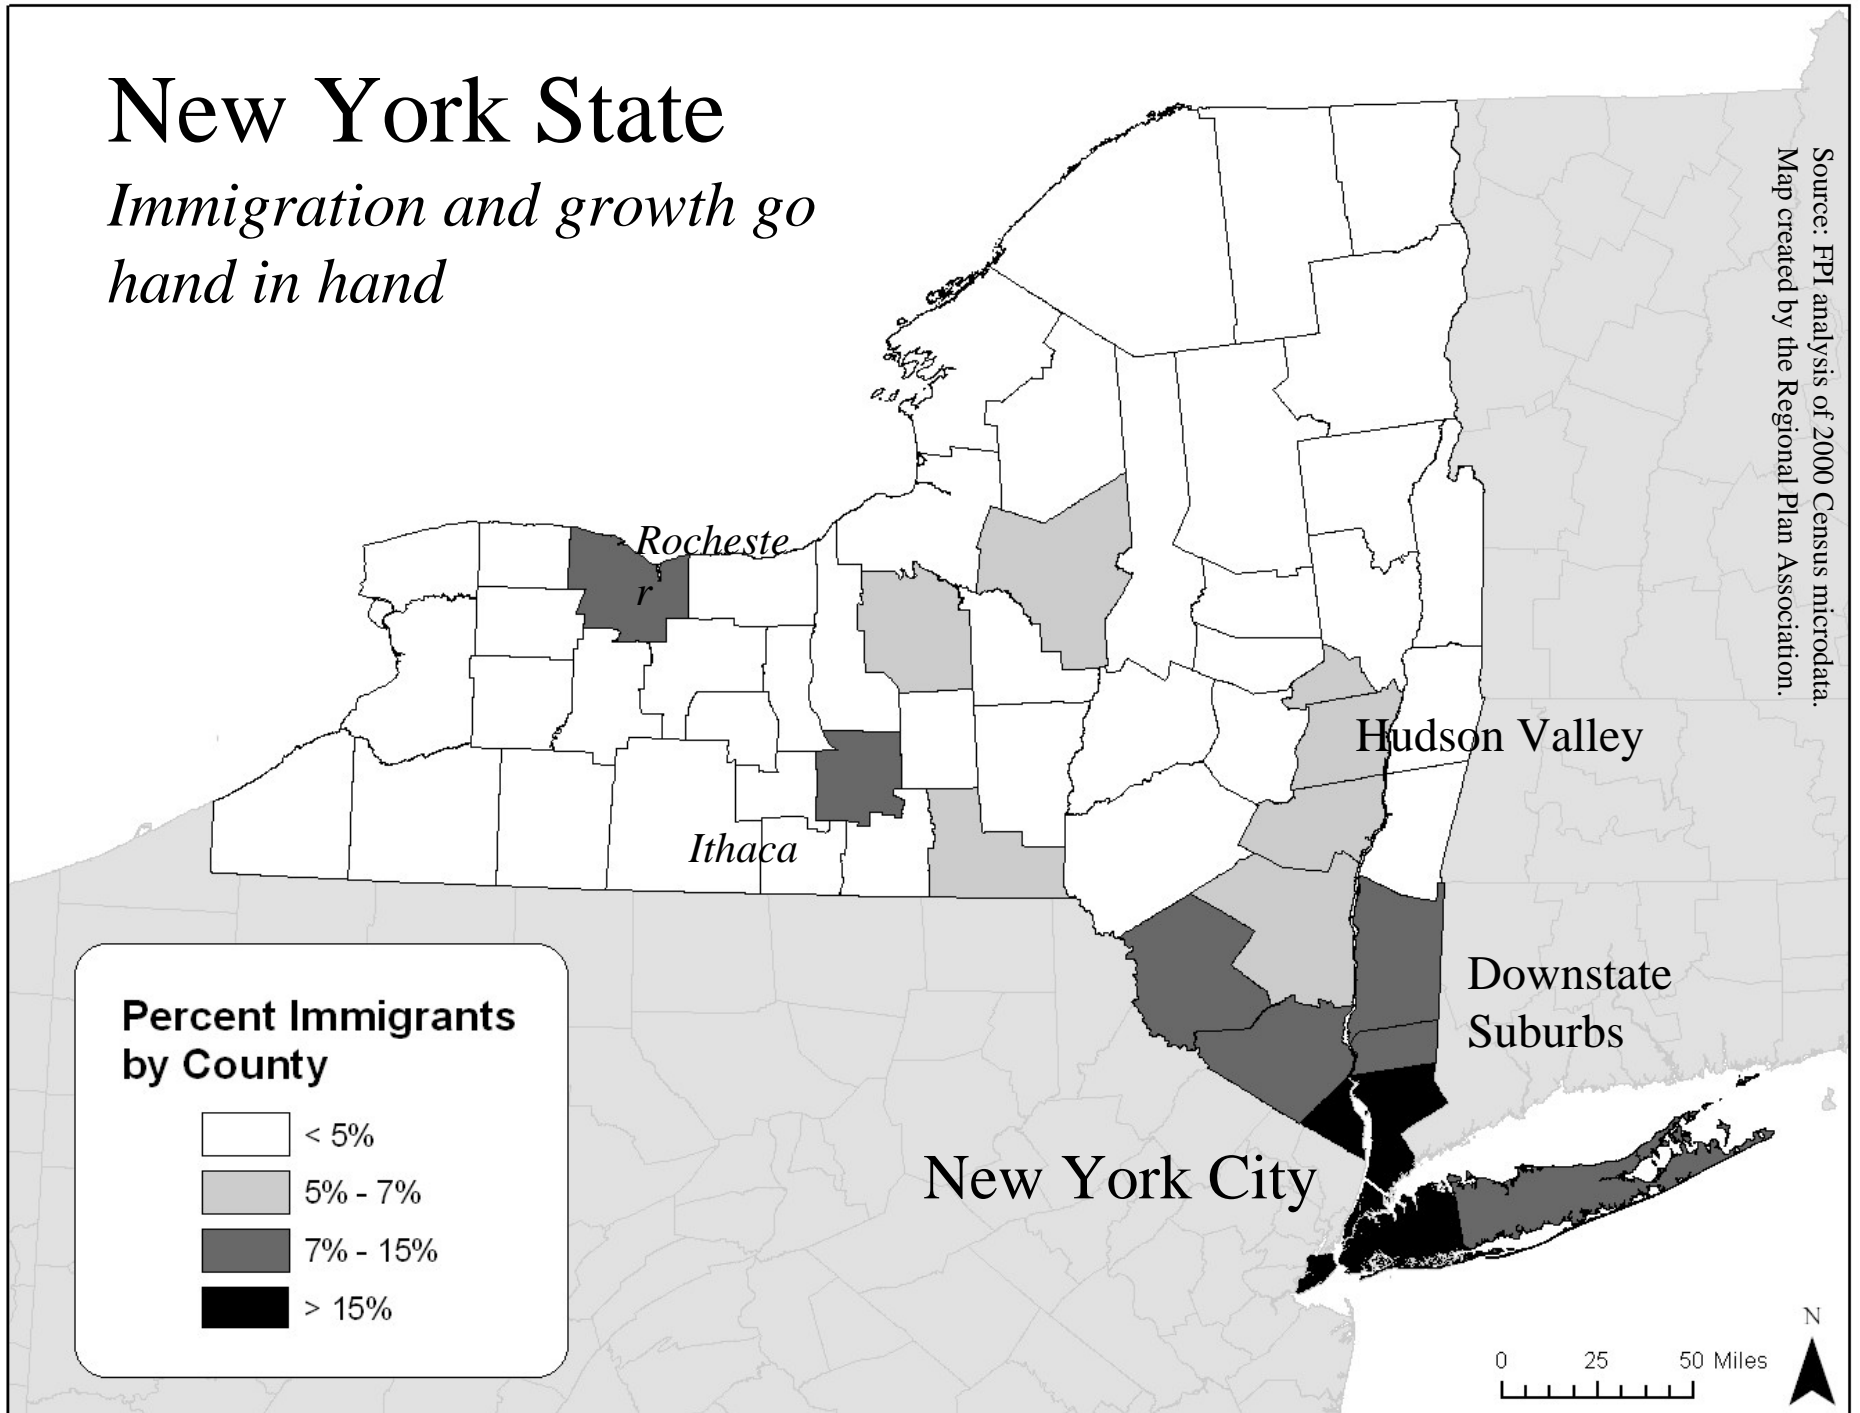 New York State
Immigration and growth go
hand in hand
Source: FPI analysis of 2000 Census microdata.
Map created by the Regional Plan Association.
Rocheste
r
Hudson Valley
Ithaca
Downstate
Suburbs
New York City
Percent Immigrants
by County
< 5%
5% - 7%
7% - 15%
> 15%
N
0 25 50 Miles